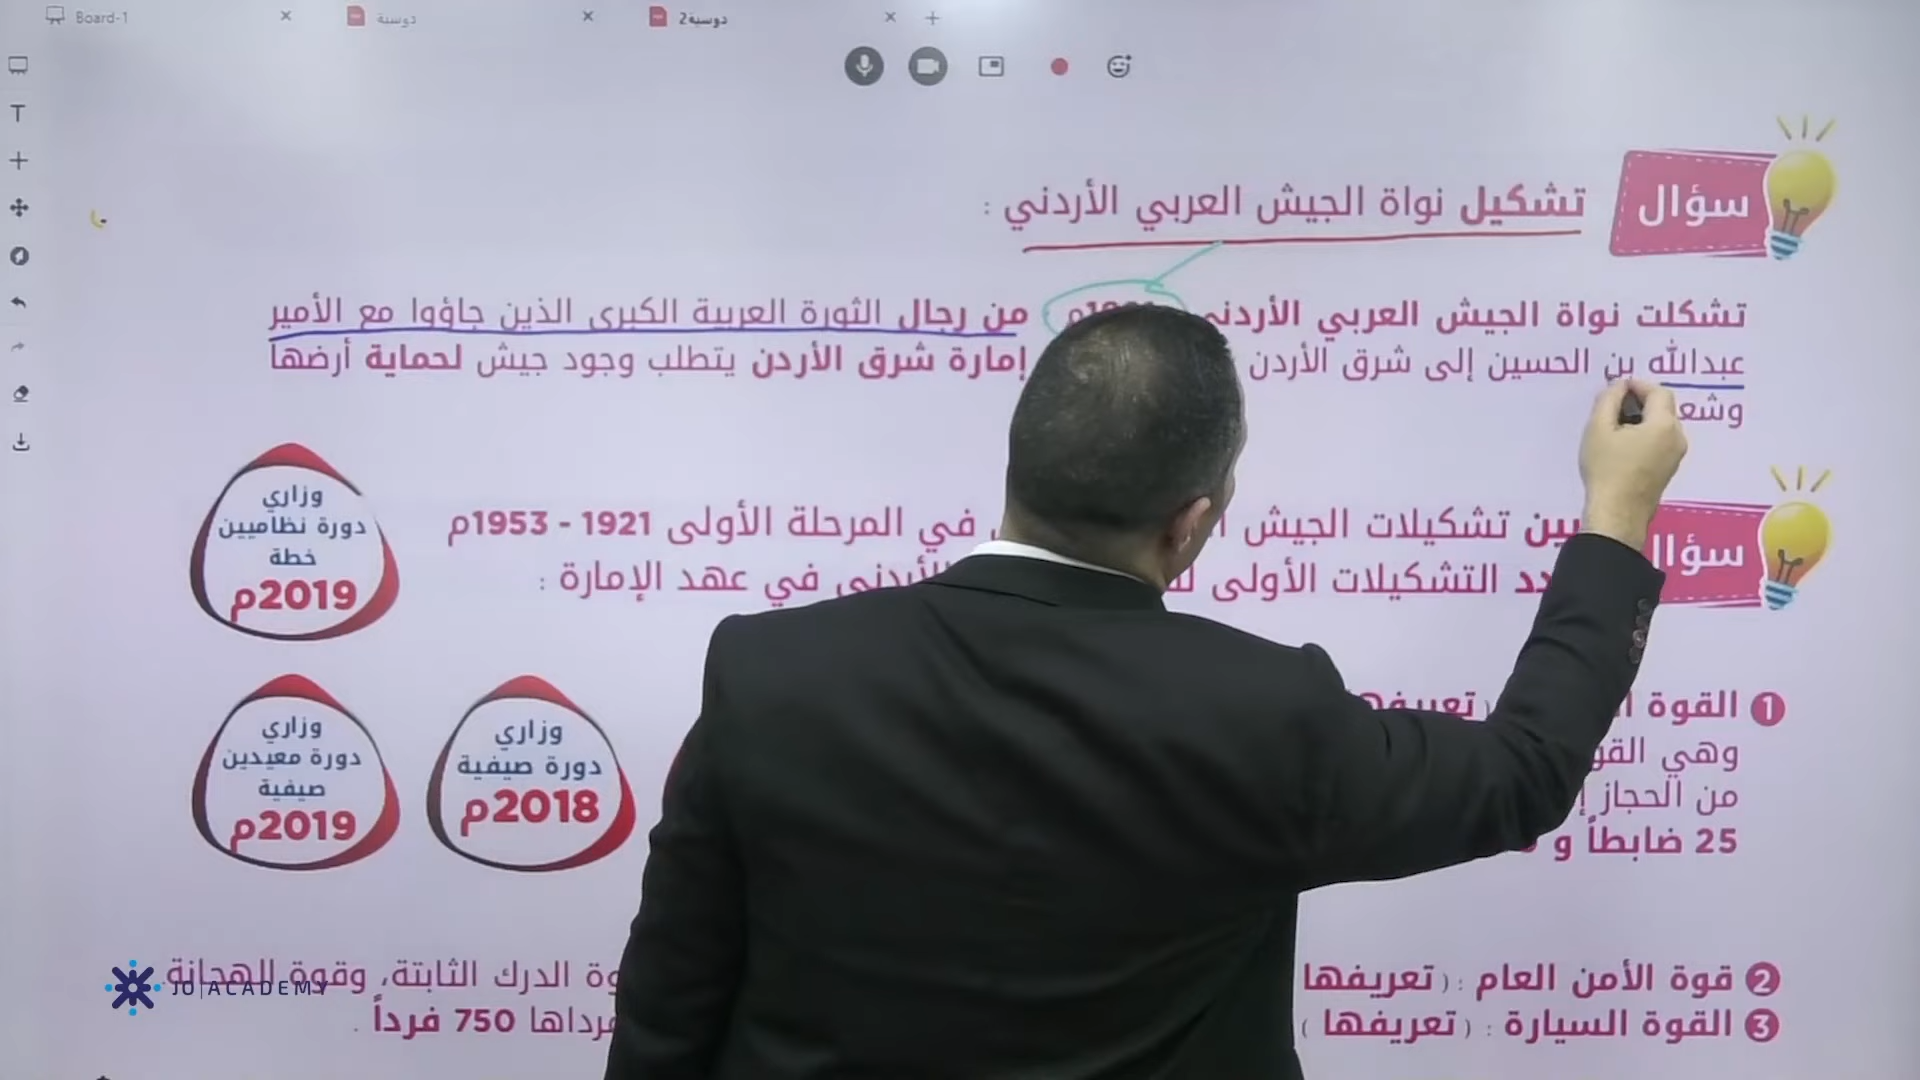 Board-1
دوسية
دوسية2
سؤال
تشكيل نواة الجيش العربي الأردني :
تشكلت نواة الجيش العربي الأردني من رجال الثورة العربية الكبرى الذين جاؤوا مع الأمير
عبدالله بن الحسين إلى شرق الأردن إمارة شرق الأردن يتطلب وجود جيش لحماية أرضها
سؤال
تشكيلات الجيش في المرحلة الأولى 1921 - 1953م
التشكيلات الأولى الأردني في عهد الإمارة :
وزاري
دورة نظاميين
خطة
2019م
1 القوة
وهي
من الحجاز
25 ضابطاً و
وزاري
دورة صيفية
2018م
وزاري
دورة معيدين
صيفية
2019م
2 قوة الأمن العام : ( تعريفها الدرك الثابتة، وقوة الهجانة
3 القوة السيارة : ( تعريفها ) 750 فرداً .
JO|ACADEMY